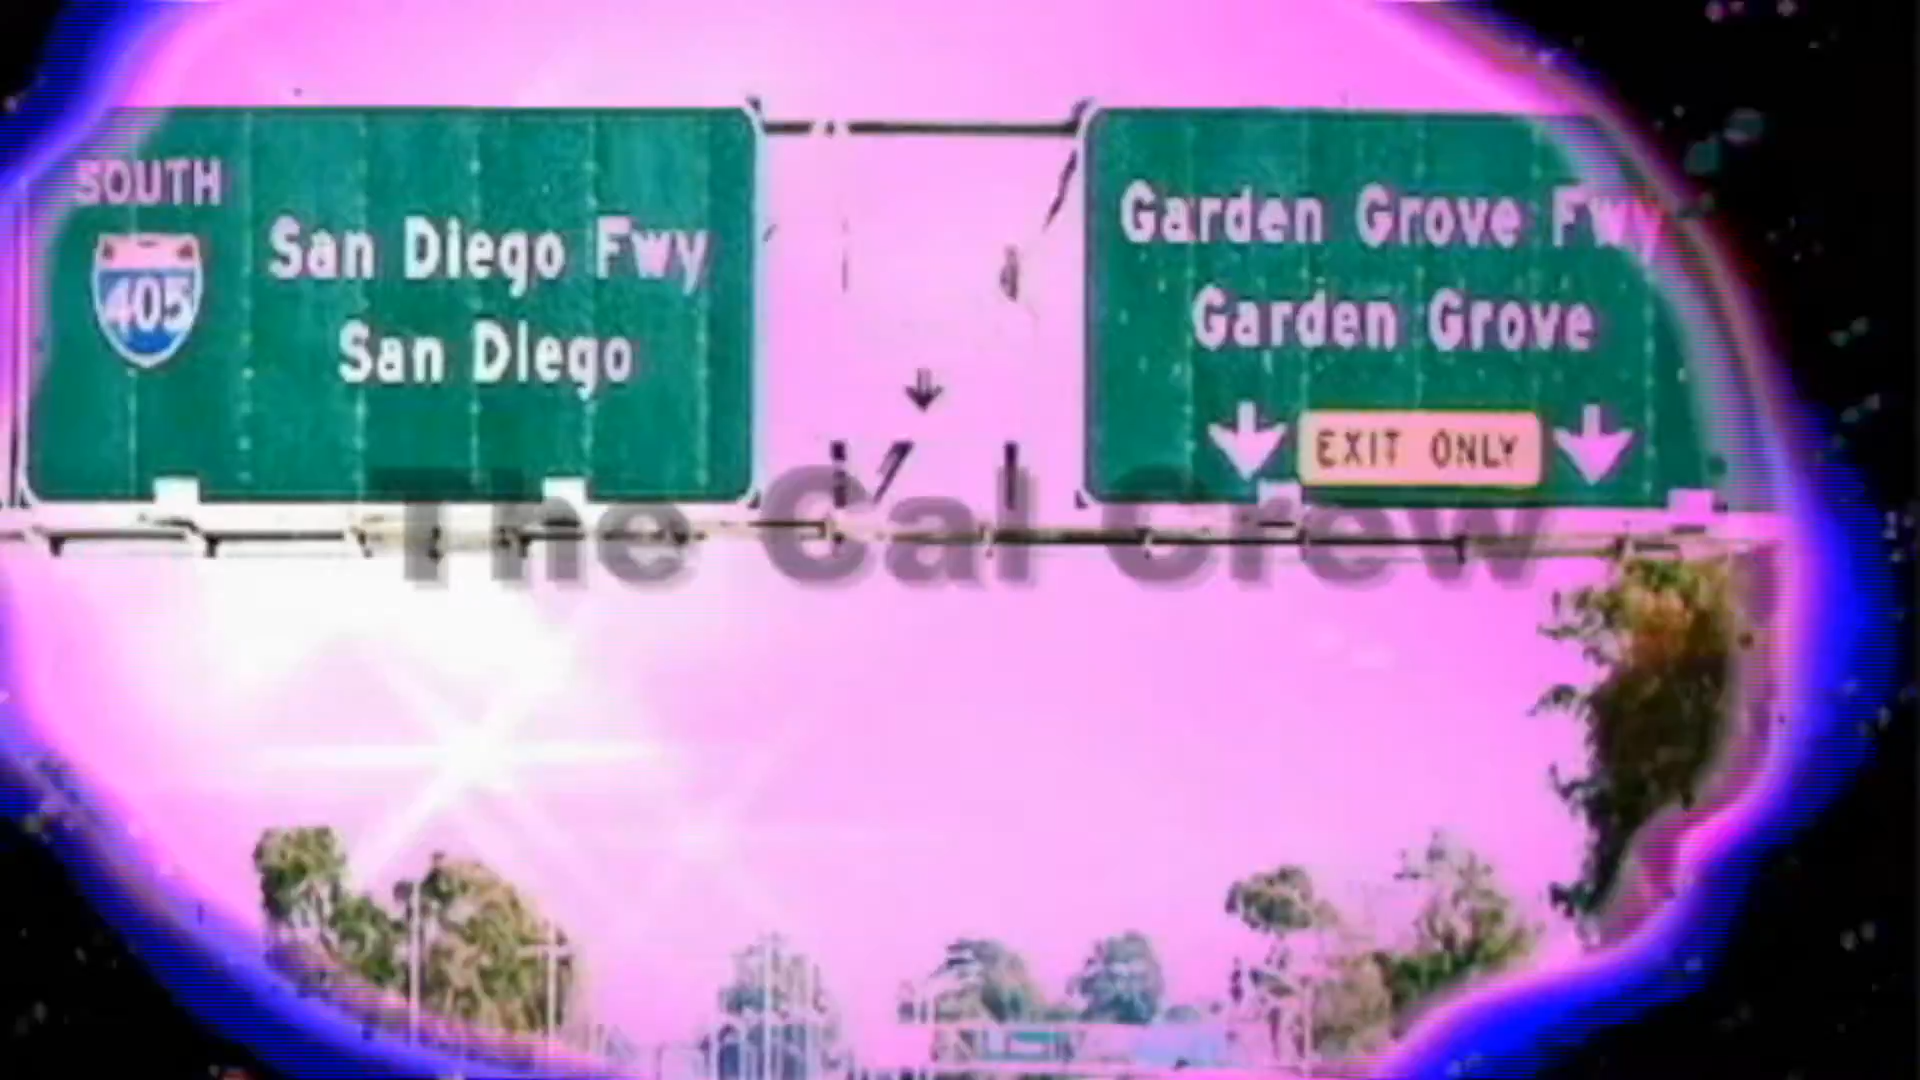 SOUTH
405
San Diego Fwy
San Diego
Garden Grove Fwy
Garden Grove
EXIT ONLY
The Cal Crew